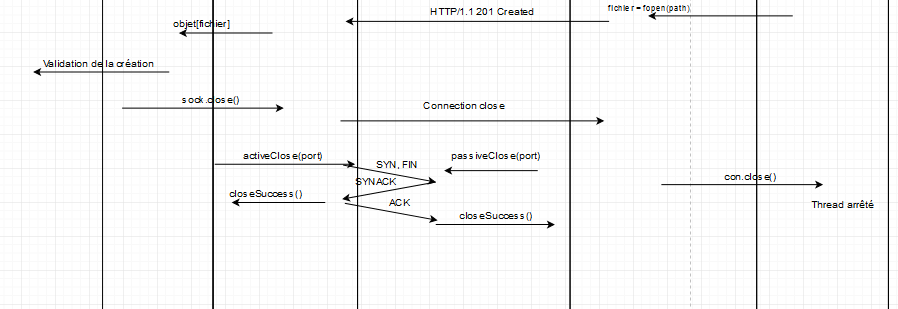 fichier = fopen(path)
HTTP/1.1 201 Created
objet[fichier]
Validation de la création
sock.close()
Connection close
activeClose(port)
passiveClose(port)
SYN, FIN
con.close()
SYNACK
closeSuccess()
ACK
Thread arrêté
closeSuccess()